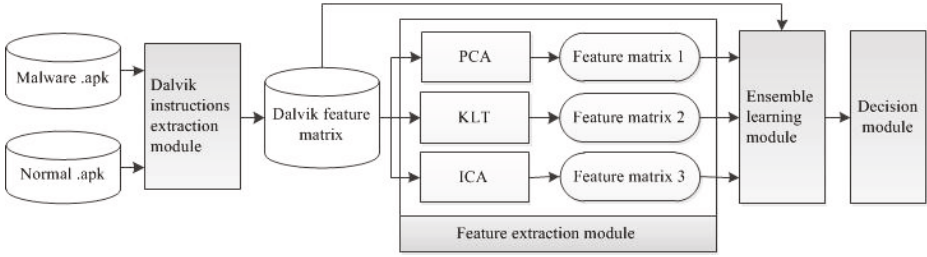 Malware .apk
Normal .apk
Dalvik
instructions
extraction
module
Dalvik feature
matrix
PCA
Feature matrix 1
KLT
Feature matrix 2
ICA
Feature matrix 3
Feature extraction module
Ensemble
learning
module
Decision
module